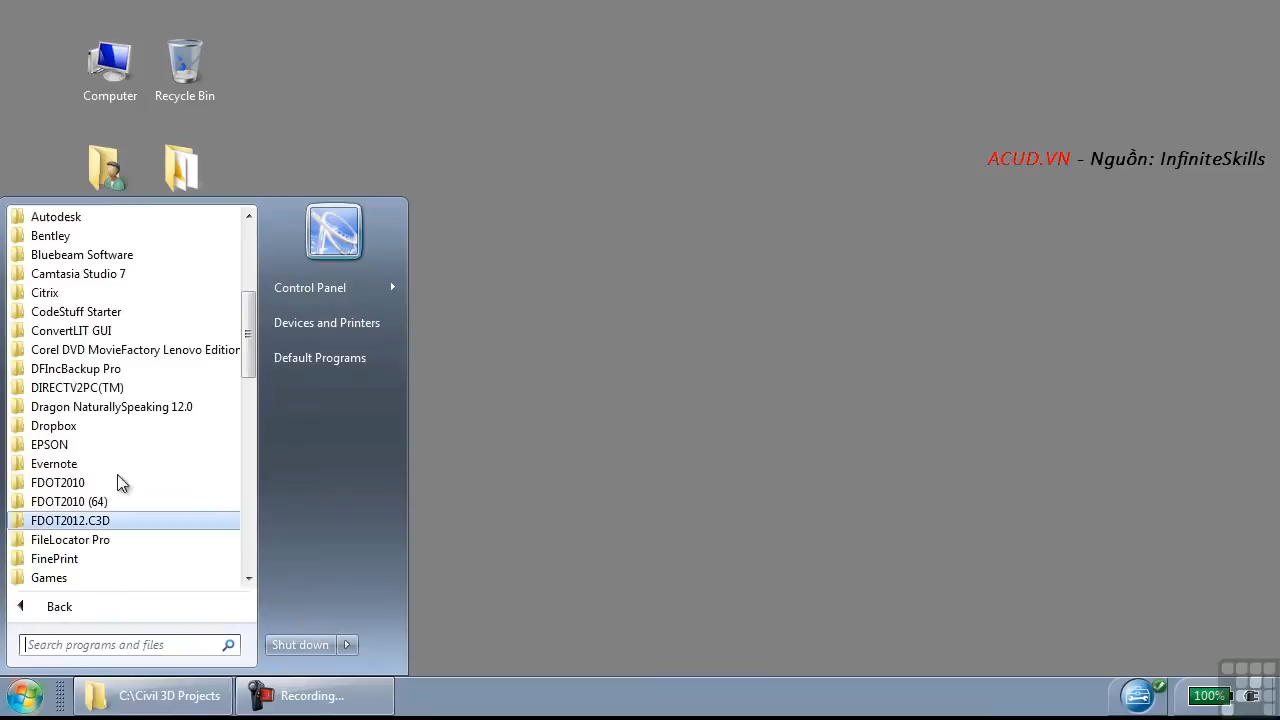 Computer
Recycle Bin
ACUD.VN - Nguồn: InfiniteSkills
Autodesk
Bentley
Bluebeam Software
Camtasia Studio 7
Citrix
CodeStuff Starter
ConvertLIT GUI
Corel DVD MovieFactory Lenovo Edition
DFIncBackup Pro
DIRECTV2PC(TM)
Dragon NaturallySpeaking 12.0
Dropbox
EPSON
Evernote
FDOT2010
FDOT2010 (64)
FDOT2012.C3D
FileLocator Pro
FinePrint
Games
Back
Search programs and files
Control Panel
Devices and Printers
Default Programs
Shut down
C:\Civil 3D Projects
Recording...
100%